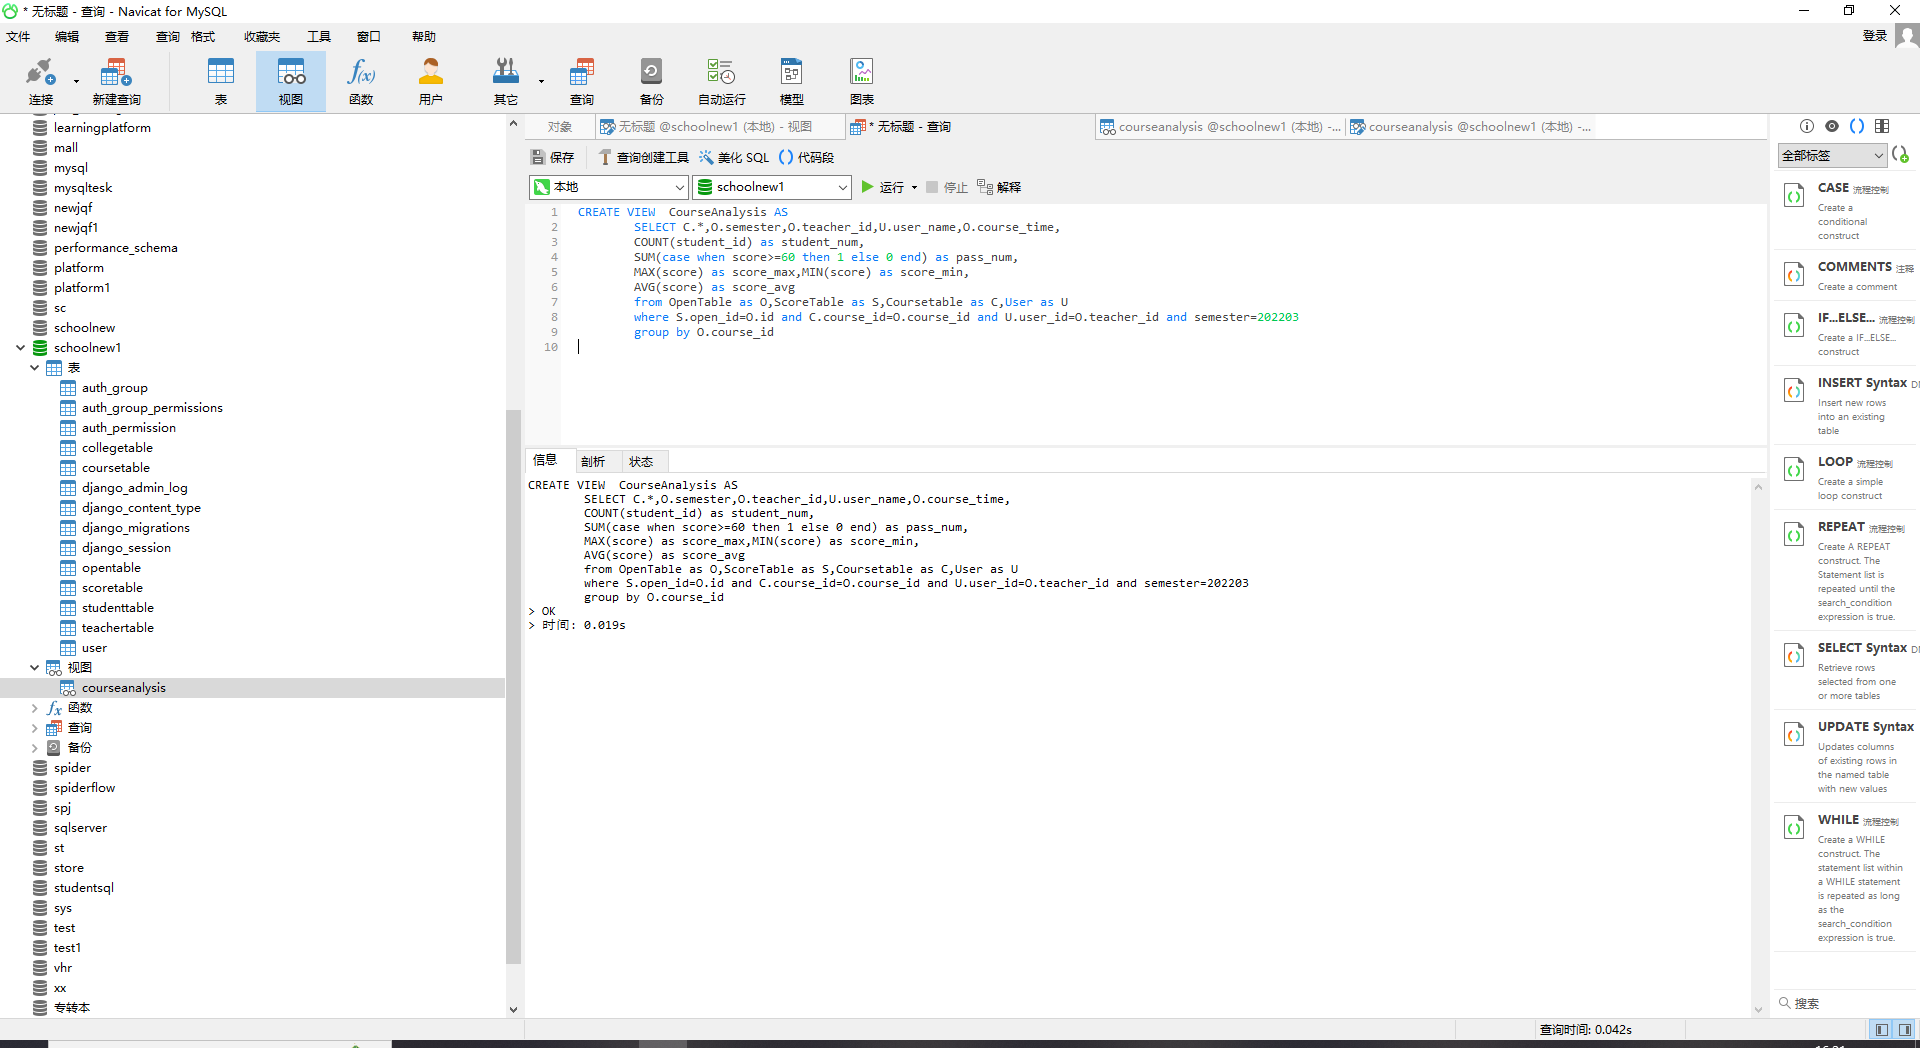 * 无标题 - 查询 - Navicat for MySQL
文件 编辑 查看 查询 格式 收藏夹 工具 窗口 帮助 登录
连接 新建查询 表 视图 f(x) 函数 用户 其它 查询 备份 自动运行 模型 图表
learningplatform
mall
mysql
mysqltesk
newjqf
newjqf1
performance_schema
platform
platform1
sc
schoolnew
schoolnew1
表
auth_group
auth_group_permissions
auth_permission
collegetable
coursetable
django_admin_log
django_content_type
django_migrations
django_session
opentable
scoretable
studenttable
teachertable
user
视图
courseanalysis
fx 函数
查询
备份
spider
spiderflow
spj
sqlserver
st
store
studentsql
sys
test
test1
vhr
xx
专转本
对象 无标题 @schoolnew1 (本地) - 视图 * 无标题 - 查询 courseanalysis @schoolnew1 (本地) -... courseanalysis @schoolnew1 (本地) -...
保存 查询创建工具 美化 SQL () 代码段
本地 schoolnew1 运行 停止 解释
1 CREATE VIEW  CourseAnalysis AS
2 SELECT C.*,O.semester,O.teacher_id,U.user_name,O.course_time,
3 COUNT(student_id) as student_num,
4 SUM(case when score>=60 then 1 else 0 end) as pass_num,
5 MAX(score) as score_max,MIN(score) as score_min,
6 AVG(score) as score_avg
7 from OpenTable as O,ScoreTable as S,Coursetable as C,User as U
8 where S.open_id=O.id and C.course_id=O.course_id and U.user_id=O.teacher_id and semester=202203
9 group by O.course_id
10
信息 剖析 状态
CREATE VIEW  CourseAnalysis AS
SELECT C.*,O.semester,O.teacher_id,U.user_name,O.course_time,
COUNT(student_id) as student_num,
SUM(case when score>=60 then 1 else 0 end) as pass_num,
MAX(score) as score_max,MIN(score) as score_min,
AVG(score) as score_avg
from OpenTable as O,ScoreTable as S,Coursetable as C,User as U
where S.open_id=O.id and C.course_id=O.course_id and U.user_id=O.teacher_id and semester=202203
group by O.course_id
> OK
> 时间: 0.019s
全部标签
CASE 流程控制
Create a
conditional
construct
COMMENTS 注释
Create a comment
IF...ELSE... 流程控制
Create a IF...ELSE...
construct
INSERT Syntax
Insert new rows
into an existing
table
LOOP 流程控制
Create a simple
loop construct
REPEAT 流程控制
Create A REPEAT
construct. The
Statement list is
repeated until the
search_condition
expression is true.
SELECT Syntax
Retrieve rows
selected from one
or more tables
UPDATE Syntax
Updates columns
of existing rows in
the named table
with new values
WHILE 流程控制
Create a WHILE
construct. The
statement list within
a WHILE statement
is repeated as long
as the
search_condition
expression is true.
搜索
查询时间: 0.042s